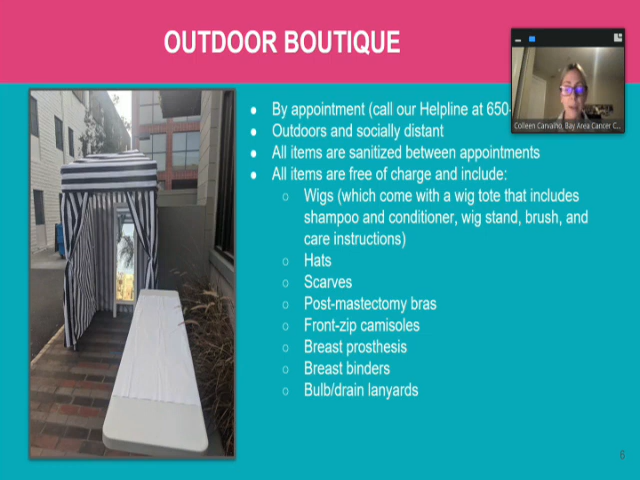 OUTDOOR BOUTIQUE
● By appointment (call our Helpline at 650-
● Outdoors and socially distant
● All items are sanitized between appointments
● All items are free of charge and include:
○ Wigs (which come with a wig tote that includes
shampoo and conditioner, wig stand, brush, and
care instructions)
○ Hats
○ Scarves
○ Post-mastectomy bras
○ Front-zip camisoles
○ Breast prosthesis
○ Breast binders
○ Bulb/drain lanyards
Colleen Carvalho, Bay Area Cancer C...
6